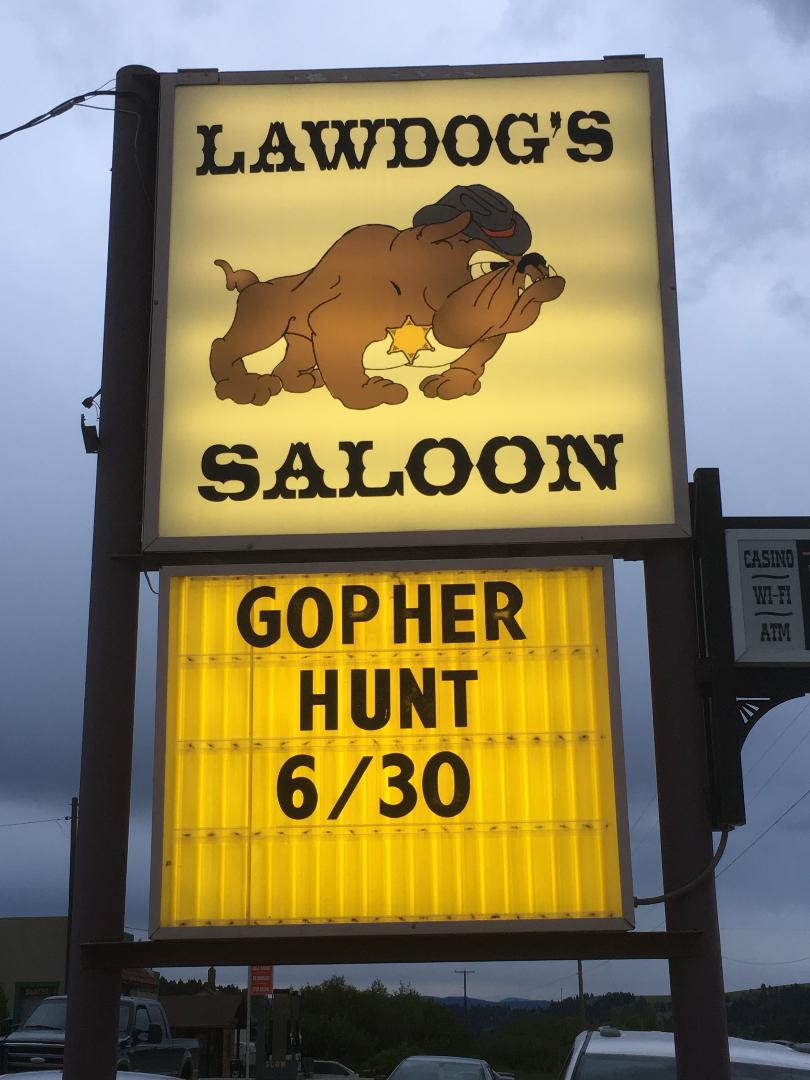 LAWDOG'S
SALOON
GOPHER
HUNT
6/30
CASINO
WI-FI
ATM